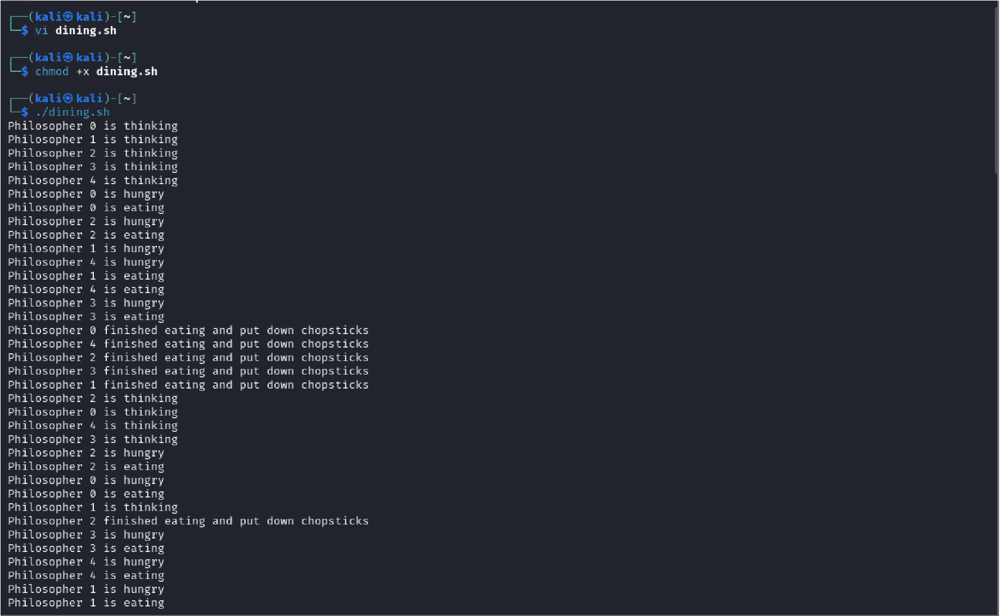 ┌──(kali㉿kali)-[~]
└─$ vi dining.sh
┌──(kali㉿kali)-[~]
└─$ chmod +x dining.sh
┌──(kali㉿kali)-[~]
└─$ ./dining.sh
Philosopher 0 is thinking
Philosopher 1 is thinking
Philosopher 2 is thinking
Philosopher 3 is thinking
Philosopher 4 is thinking
Philosopher 0 is hungry
Philosopher 0 is eating
Philosopher 2 is hungry
Philosopher 2 is eating
Philosopher 1 is hungry
Philosopher 4 is hungry
Philosopher 1 is eating
Philosopher 4 is eating
Philosopher 3 is hungry
Philosopher 3 is eating
Philosopher 0 finished eating and put down chopsticks
Philosopher 4 finished eating and put down chopsticks
Philosopher 2 finished eating and put down chopsticks
Philosopher 3 finished eating and put down chopsticks
Philosopher 1 finished eating and put down chopsticks
Philosopher 2 is thinking
Philosopher 0 is thinking
Philosopher 4 is thinking
Philosopher 3 is thinking
Philosopher 2 is hungry
Philosopher 2 is eating
Philosopher 0 is hungry
Philosopher 0 is eating
Philosopher 1 is thinking
Philosopher 2 finished eating and put down chopsticks
Philosopher 3 is hungry
Philosopher 3 is eating
Philosopher 4 is hungry
Philosopher 4 is eating
Philosopher 1 is hungry
Philosopher 1 is eating